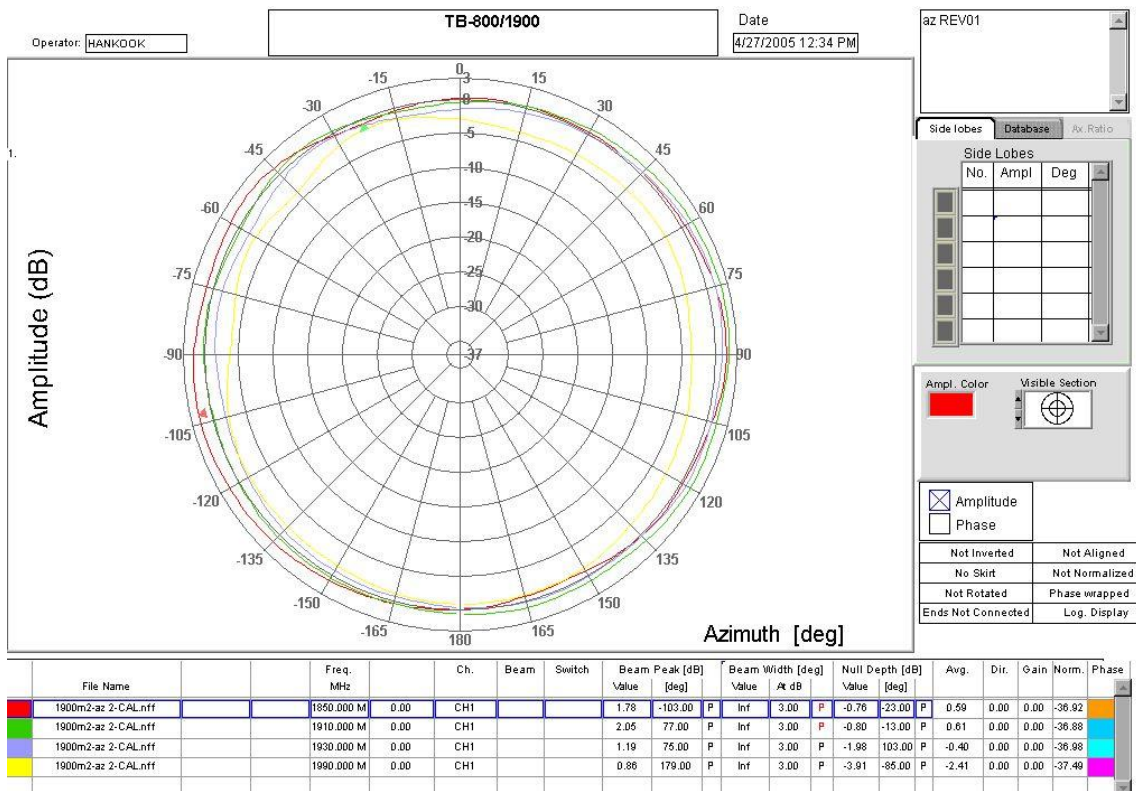 TB-800/1900
Operator: HANKOOK
Date
4/27/2005 12:34 PM
az REV01
1.
Amplitude (dB)
Azimuth [deg]
0
15
30
45
60
75
90
105
120
135
150
165
180
-165
-150
-135
-120
-105
-90
-75
-60
-45
-30
-15
3
0
-5
-10
-15
-20
-25
-30
-37
Side lobes Database Ax.Ratio
Side Lobes
No. Ampl Deg
Ampl. Color Visible Section
Amplitude
Phase
Not Inverted Not Aligned
No Skirt Not Normalized
Not Rotated Phase wrapped
Ends Not Connected Log. Display
File Name Freq. MHz Ch. Beam Switch Beam Peak [dB] Value [deg] Beam Width [deg] Value At dB Null Depth [dB] Value [deg] Avg. Dir. Gain Norm. Phase
1900m2-az 2-CAL.nff 1850.000 M 0.00 CH1 1.78 -103.00 P Inf 3.00 P -0.76 -23.00 P 0.59 0.00 0.00 -36.92
1900m2-az 2-CAL.nff 1910.000 M 0.00 CH1 2.05 77.00 P Inf 3.00 P -0.80 -13.00 P 0.61 0.00 0.00 -36.88
1900m2-az 2-CAL.nff 1930.000 M 0.00 CH1 1.19 75.00 P Inf 3.00 P -1.98 103.00 P -0.40 0.00 0.00 -36.98
1900m2-az 2-CAL.nff 1990.000 M 0.00 CH1 0.86 179.00 P Inf 3.00 P -3.91 -85.00 P -2.41 0.00 0.00 -37.49